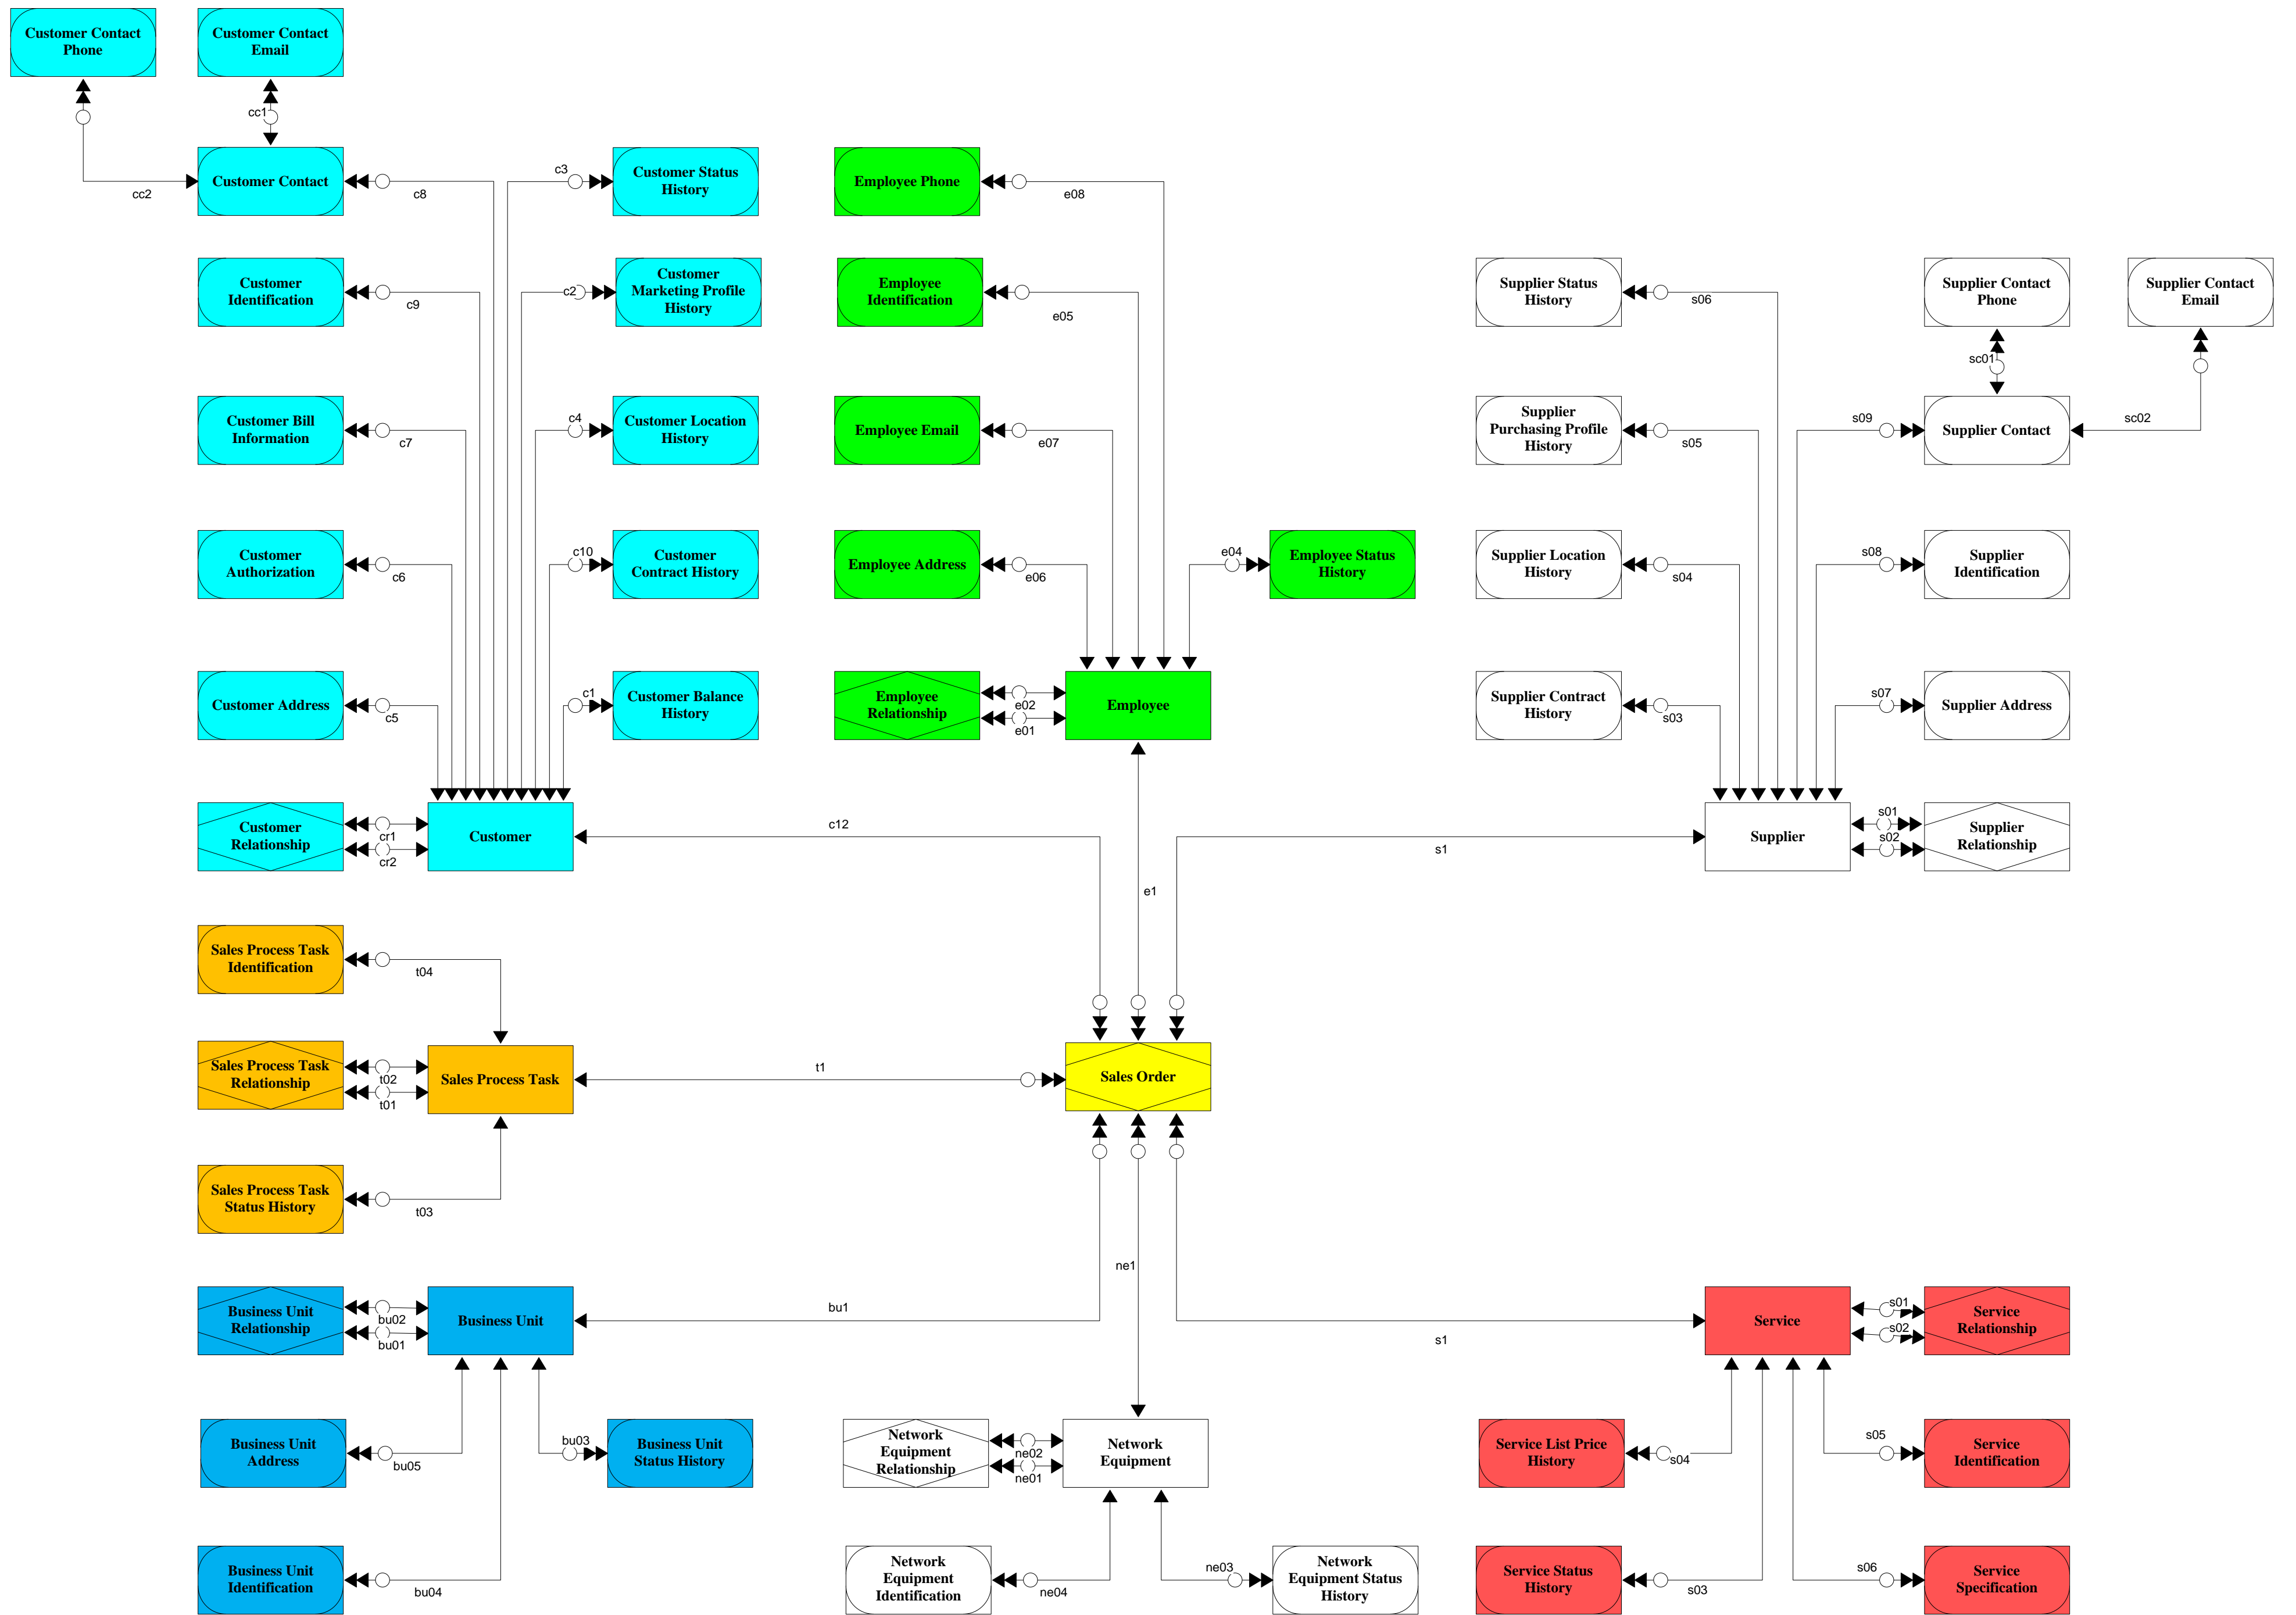 Customer Contact
Phone
Customer Contact
Email
cc1
cc2
Customer Contact
c8
c3
Customer Status
History
Employee Phone
e08
Customer
Identification
c9
c2
Customer
Marketing Profile
History
Employee
Identification
e05
Supplier Status
History
s06
Supplier Contact
Phone
Supplier Contact
Email
sc01
Customer Bill
Information
c7
c4
Customer Location
History
Employee Email
e07
Supplier
Purchasing Profile
History
s05
s09
Supplier Contact
sc02
Customer
Authorization
c6
c10
Customer
Contract History
Employee Address
e06
e04
Employee Status
History
Supplier Location
History
s04
s08
Supplier
Identification
Customer Address
c5
c1
Customer Balance
History
Employee
Relationship
e02
e01
Employee
Supplier Contract
History
s03
s07
Supplier Address
Customer
Relationship
cr1
cr2
Customer
c12
e1
s1
Supplier
s01
s02
Supplier
Relationship
Sales Process Task
Identification
t04
Sales Process Task
Relationship
t02
t01
Sales Process Task
t1
Sales Order
Sales Process Task
Status History
t03
Business Unit
Relationship
bu02
bu01
Business Unit
bu1
ne1
s1
Service
s01
s02
Service
Relationship
Business Unit
Address
bu05
bu03
Business Unit
Status History
Network
Equipment
Relationship
ne02
ne01
Network
Equipment
Service List Price
History
s04
s05
Service
Identification
Business Unit
Identification
bu04
Network
Equipment
Identification
ne04
ne03
Network
Equipment Status
History
Service Status
History
s03
s06
Service
Specification